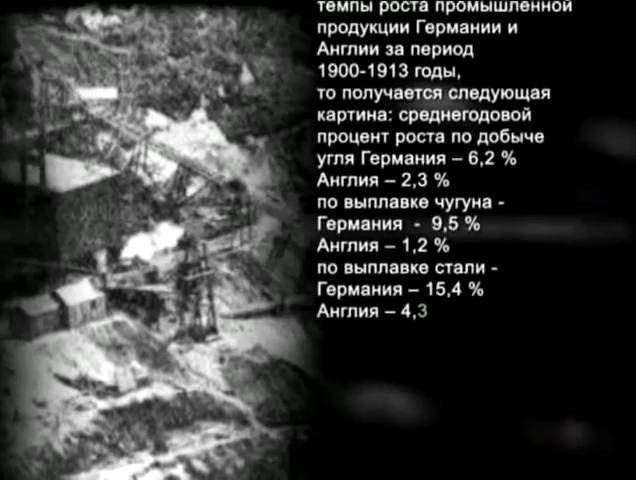 темпы роста промышленной
продукции Германии и
Англии за период
1900-1913 годы,
то получается следующая
картина: среднегодовой
процент роста по добыче
угля Германия – 6,2 %
Англия – 2,3 %
по выплавке чугуна -
Германия - 9,5 %
Англия – 1,2 %
по выплавке стали -
Германия – 15,4 %
Англия – 4,3